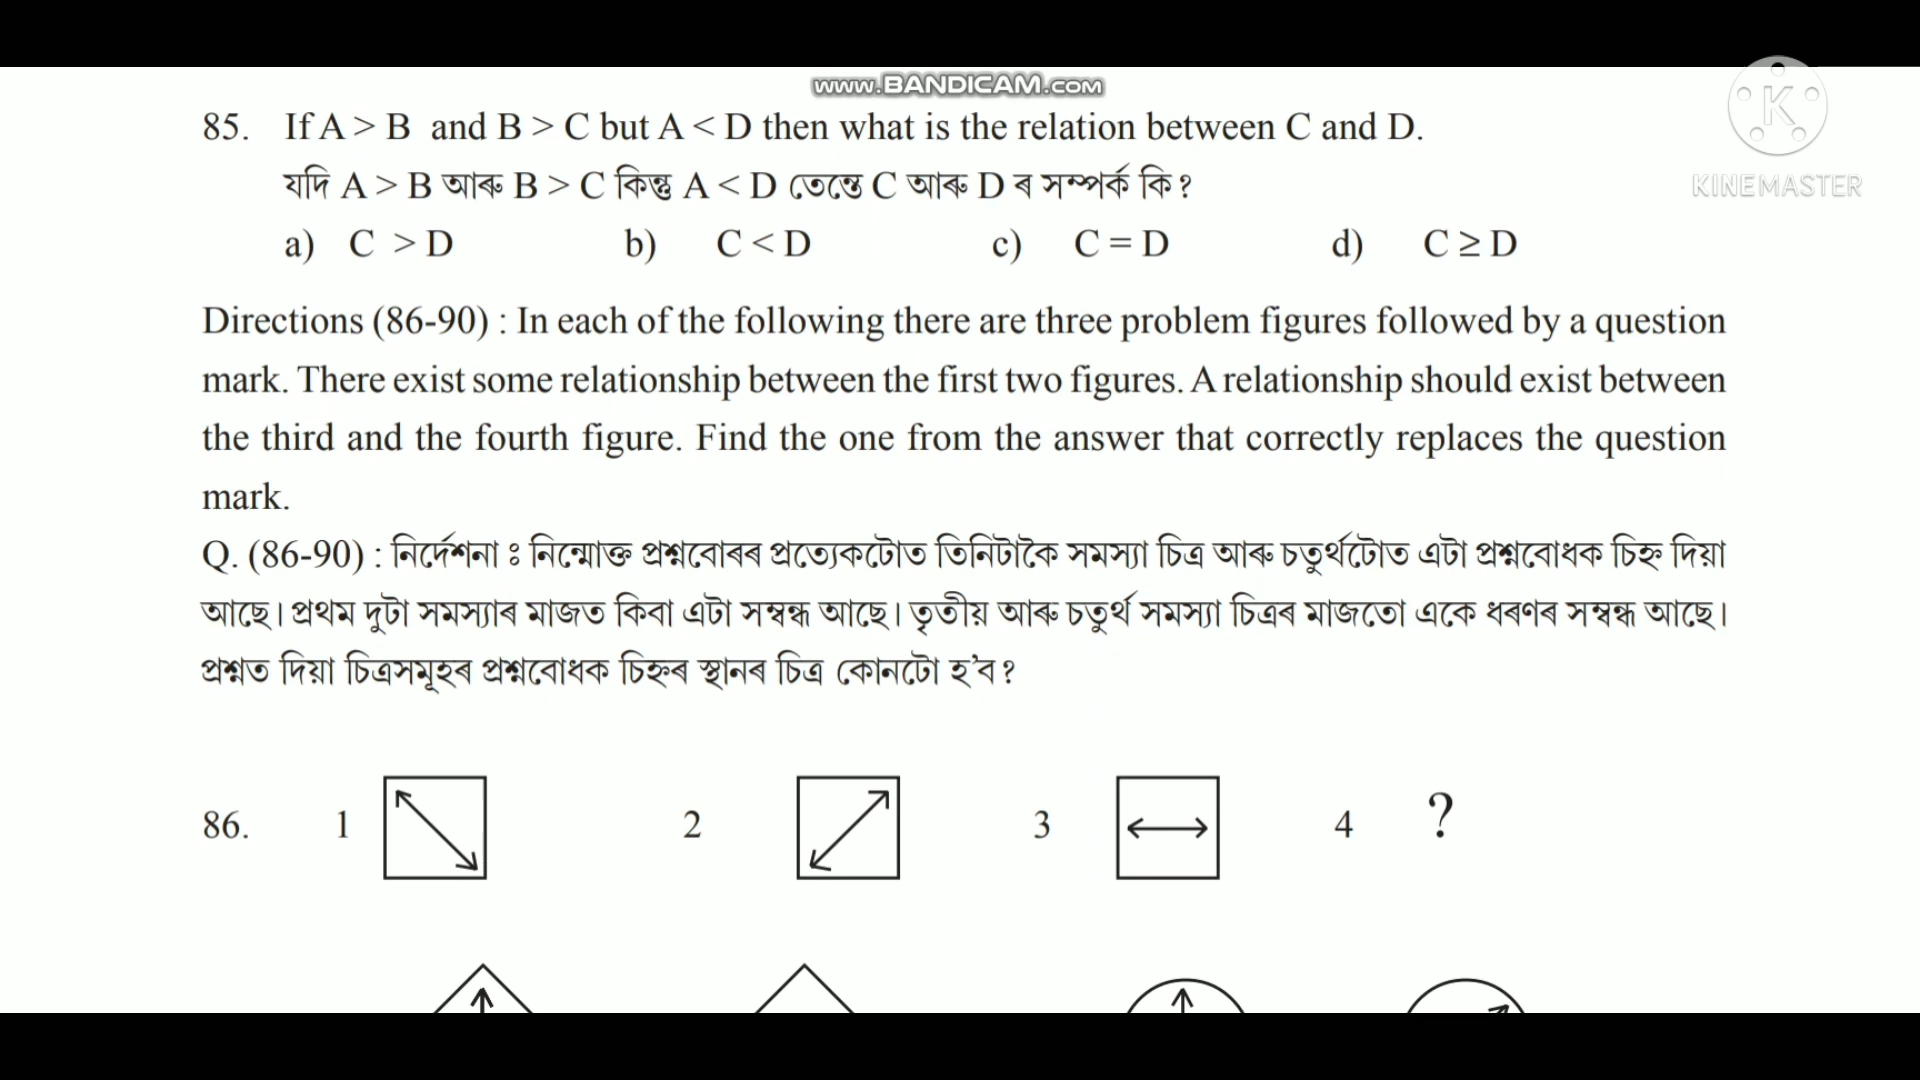 www.BANDICAM.com
K
KINEMASTER
85. If A > B and B > C but A < D then what is the relation between C and D.
যদি A > B আৰু B > C কিন্তু A < D তেন্তে C আৰু D ৰ সম্পৰ্ক কি ?
a) C > D b) C < D c) C = D d) C ≥ D
Directions (86-90) : In each of the following there are three problem figures followed by a question
mark. There exist some relationship between the first two figures. A relationship should exist between
the third and the fourth figure. Find the one from the answer that correctly replaces the question
mark.
Q. (86-90) : নিৰ্দেশনা ঃ নিম্মোক্ত প্ৰশ্নবোৰৰ প্ৰত্যেকটোত তিনিটাকৈ সমস্যা চিত্ৰ আৰু চতুৰ্থটোত এটা প্ৰশ্নবোধক চিহ্ন দিয়া
আছে। প্ৰথম দুটা সমস্যাৰ মাজত কিবা এটা সম্বন্ধ আছে। তৃতীয় আৰু চতুৰ্থ সমস্যা চিত্ৰৰ মাজতো একে ধৰণৰ সম্বন্ধ আছে।
প্ৰশ্নত দিয়া চিত্ৰসমূহৰ প্ৰশ্নবোধক চিহ্নৰ স্থানৰ চিত্ৰ কোনটো হ'ব ?
86. 1 2 3 4 ?